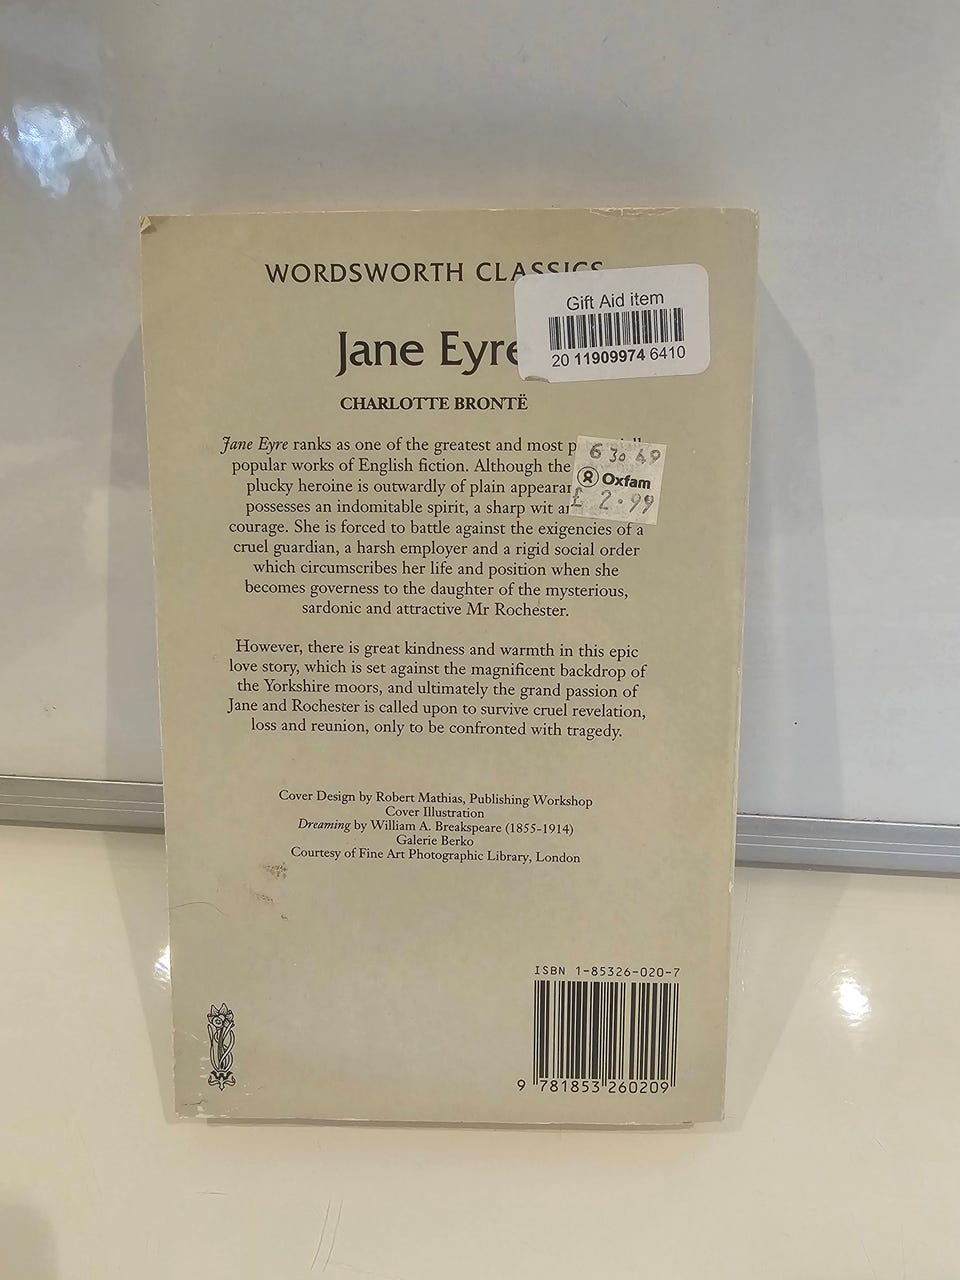 WORDSWORTH CLASSICS
Gift Aid item
20 11909974 6410
Jane Eyre
CHARLOTTE BRONTË
Jane Eyre ranks as one of the greatest and most
popular works of English fiction. Although the
plucky heroine is outwardly of plain
possesses an indomitable spirit, a sharp wit
courage. She is forced to battle against the exigencies of a
cruel guardian, a harsh employer and a rigid social order
which circumscribes her life and position when she
becomes governess to the daughter of the mysterious,
sardonic and attractive Mr Rochester.
6 30 49
Oxfam
£ 2.99
However, there is great kindness and warmth in this epic
love story, which is set against the magnificent backdrop of
the Yorkshire moors, and ultimately the grand passion of
Jane and Rochester is called upon to survive cruel revelation,
loss and reunion, only to be confronted with tragedy.
Cover Design by Robert Mathias, Publishing Workshop
Cover Illustration
Dreaming by William A. Breakspeare (1855-1914)
Galerie Berko
Courtesy of Fine Art Photographic Library, London
ISBN 1-85326-020-7
9 781853 260209
W